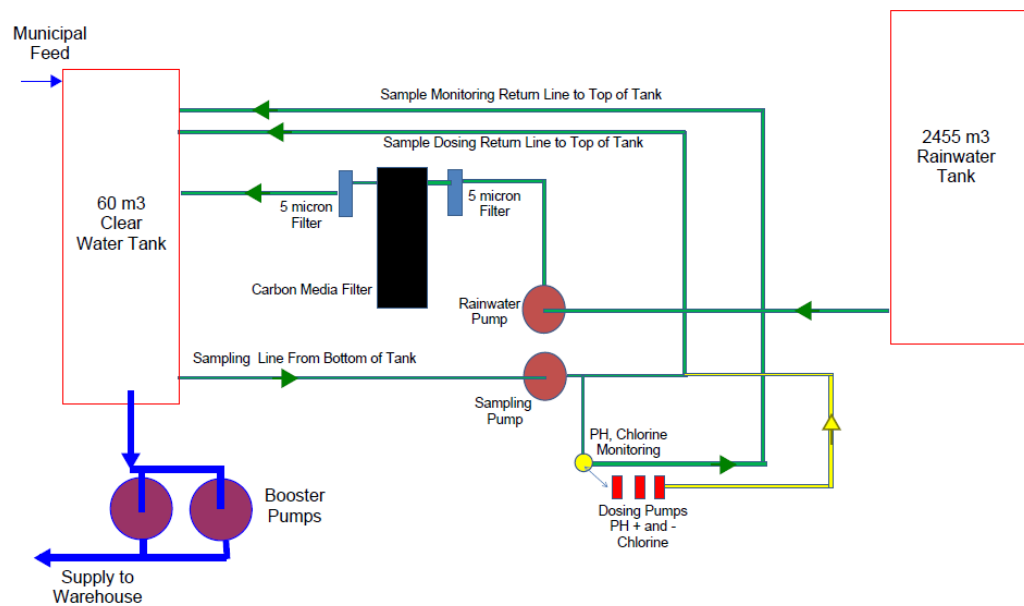 Municipal
Feed
Sample Monitoring Return Line to Top of Tank
Sample Dosing Return Line to Top of Tank
2455 m3
Rainwater
Tank
60 m3
Clear
Water Tank
5 micron
Filter
5 micron
Filter
Carbon Media Filter
Rainwater
Pump
Sampling Line From Bottom of Tank
Sampling
Pump
PH, Chlorine
Monitoring
Dosing Pumps
PH + and -
Chlorine
Booster
Pumps
Supply to
Warehouse